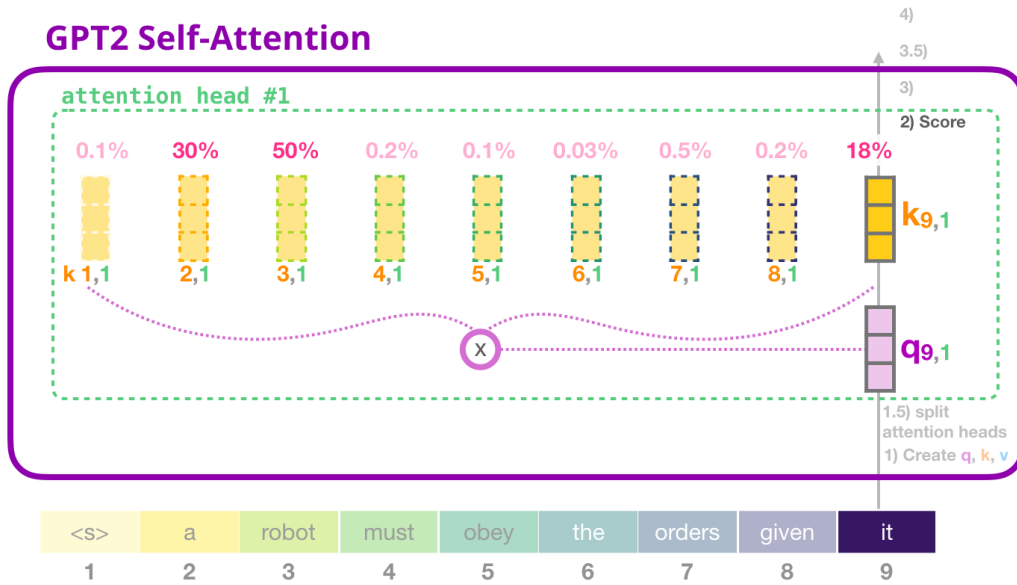 GPT2 Self-Attention
4)
3.5)
3)
attention head #1
2) Score
0.1% 30% 50% 0.2% 0.1% 0.03% 0.5% 0.2% 18%
k9,1
k 1,1 2,1 3,1 4,1 5,1 6,1 7,1 8,1
X
q9,1
1.5) split
attention heads
1) Create q, k, v
<s> a robot must obey the orders given it
1 2 3 4 5 6 7 8 9